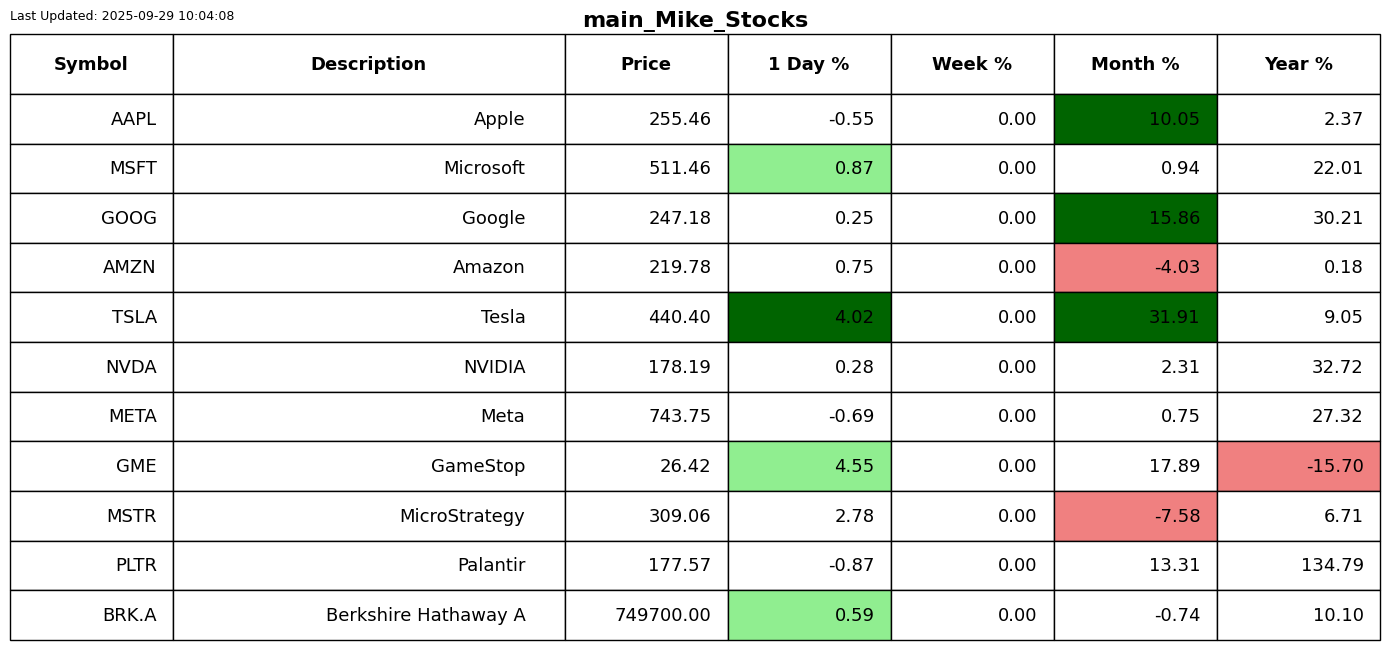 Last Updated: 2025-09-29 10:04:08
main_Mike_Stocks
Symbol Description Price 1 Day % Week % Month % Year %
AAPL Apple 255.46 -0.55 0.00 10.05 2.37
MSFT Microsoft 511.46 0.87 0.00 0.94 22.01
GOOG Google 247.18 0.25 0.00 15.86 30.21
AMZN Amazon 219.78 0.75 0.00 -4.03 0.18
TSLA Tesla 440.40 4.02 0.00 31.91 9.05
NVDA NVIDIA 178.19 0.28 0.00 2.31 32.72
META Meta 743.75 -0.69 0.00 0.75 27.32
GME GameStop 26.42 4.55 0.00 17.89 -15.70
MSTR MicroStrategy 309.06 2.78 0.00 -7.58 6.71
PLTR Palantir 177.57 -0.87 0.00 13.31 134.79
BRK.A Berkshire Hathaway A 749700.00 0.59 0.00 -0.74 10.10